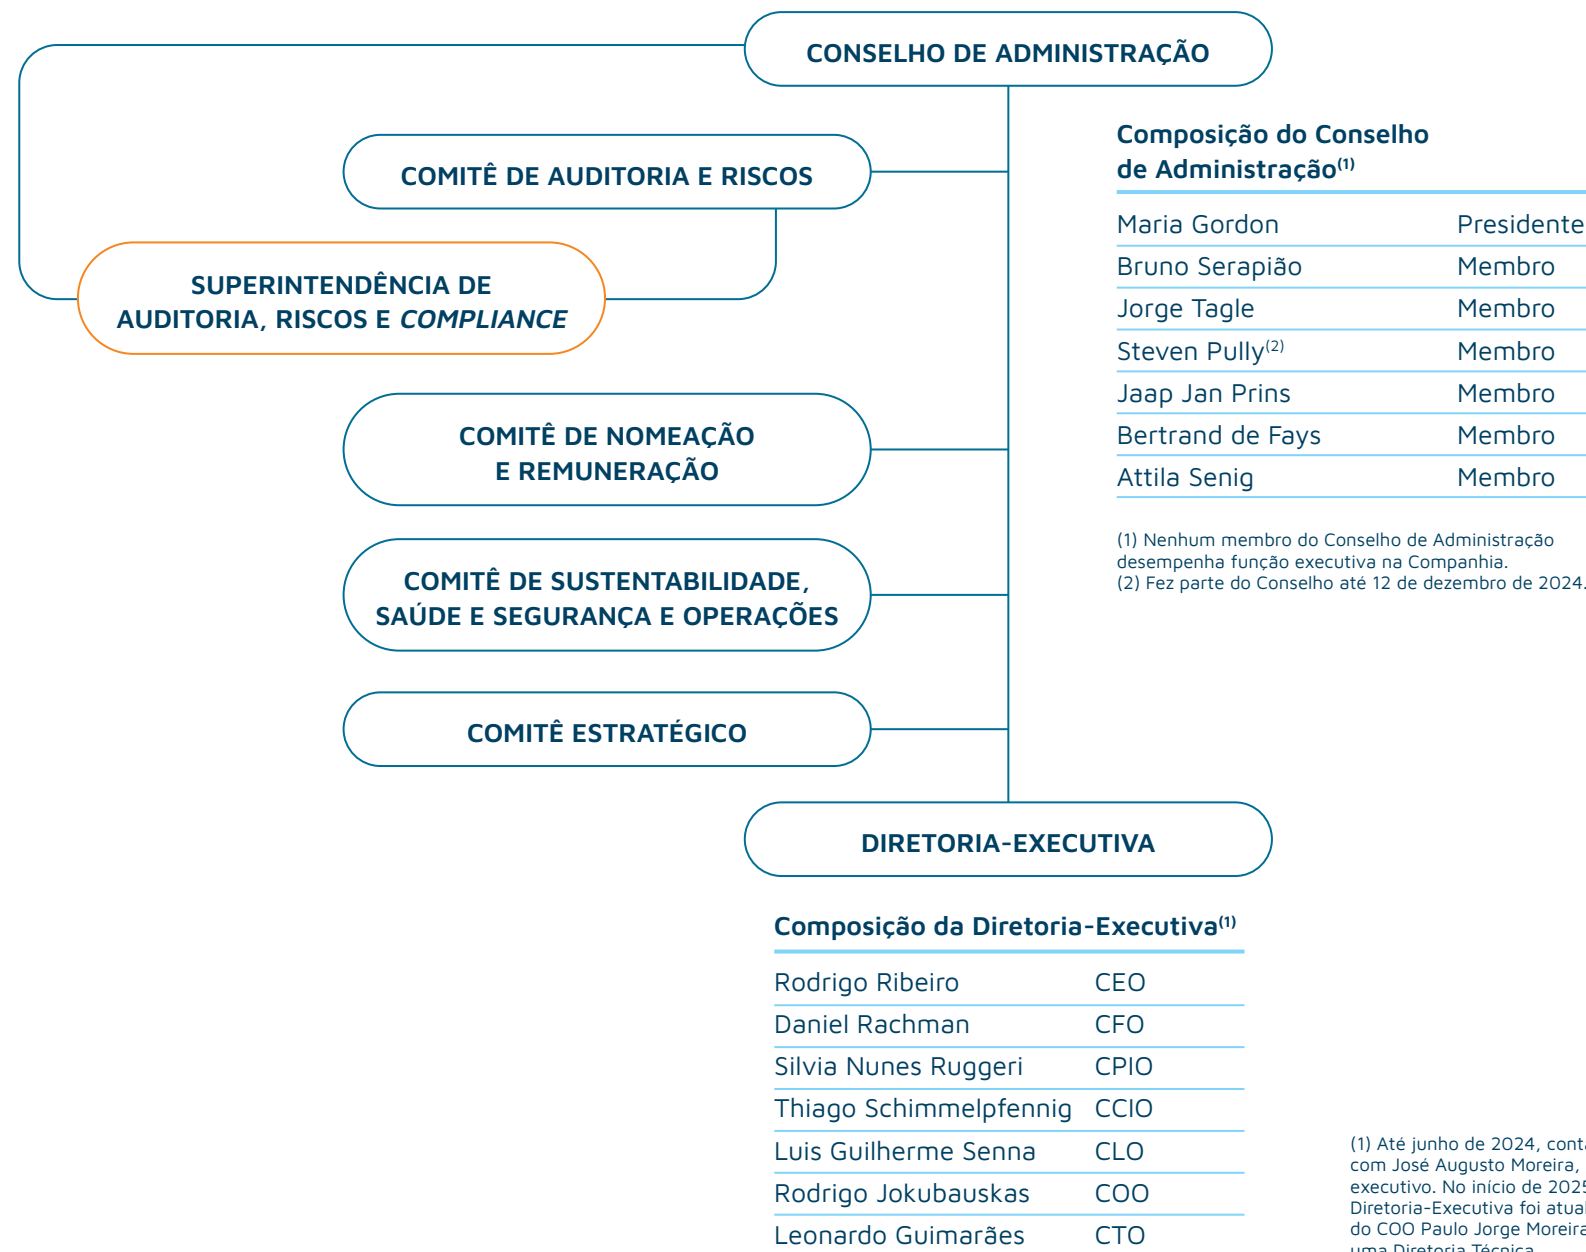 CONSELHO DE ADMINISTRAÇÃO
COMITÊ DE AUDITORIA E RISCOS
SUPERINTENDÊNCIA DE
AUDITORIA, RISCOS E COMPLIANCE
COMITÊ DE NOMEAÇÃO
E REMUNERAÇÃO
COMITÊ DE SUSTENTABILIDADE,
SAÚDE E SEGURANÇA E OPERAÇÕES
COMITÊ ESTRATÉGICO
Composição do Conselho
de Administração(1)
Maria Gordon Presidente
Bruno Serapião Membro
Jorge Tagle Membro
Steven Pully(2) Membro
Jaap Jan Prins Membro
Bertrand de Fays Membro
Attila Senig Membro
(1) Nenhum membro do Conselho de Administração
desempenha função executiva na Companhia.
(2) Fez parte do Conselho até 12 de dezembro de 2024.
DIRETORIA-EXECUTIVA
Composição da Diretoria-Executiva(1)
Rodrigo Ribeiro CEO
Daniel Rachman CFO
Silvia Nunes Ruggeri CPIO
Thiago Schimmelpfennig CCIO
Luis Guilherme Senna CLO
Rodrigo Jokubauskas COO
Leonardo Guimarães CTO
(1) Até junho de 2024,
com José Augusto Moreira,
executivo. No início de 2025
Diretoria-Executiva foi
do COO Paulo Jorge Moreira
uma Diretoria Técnica